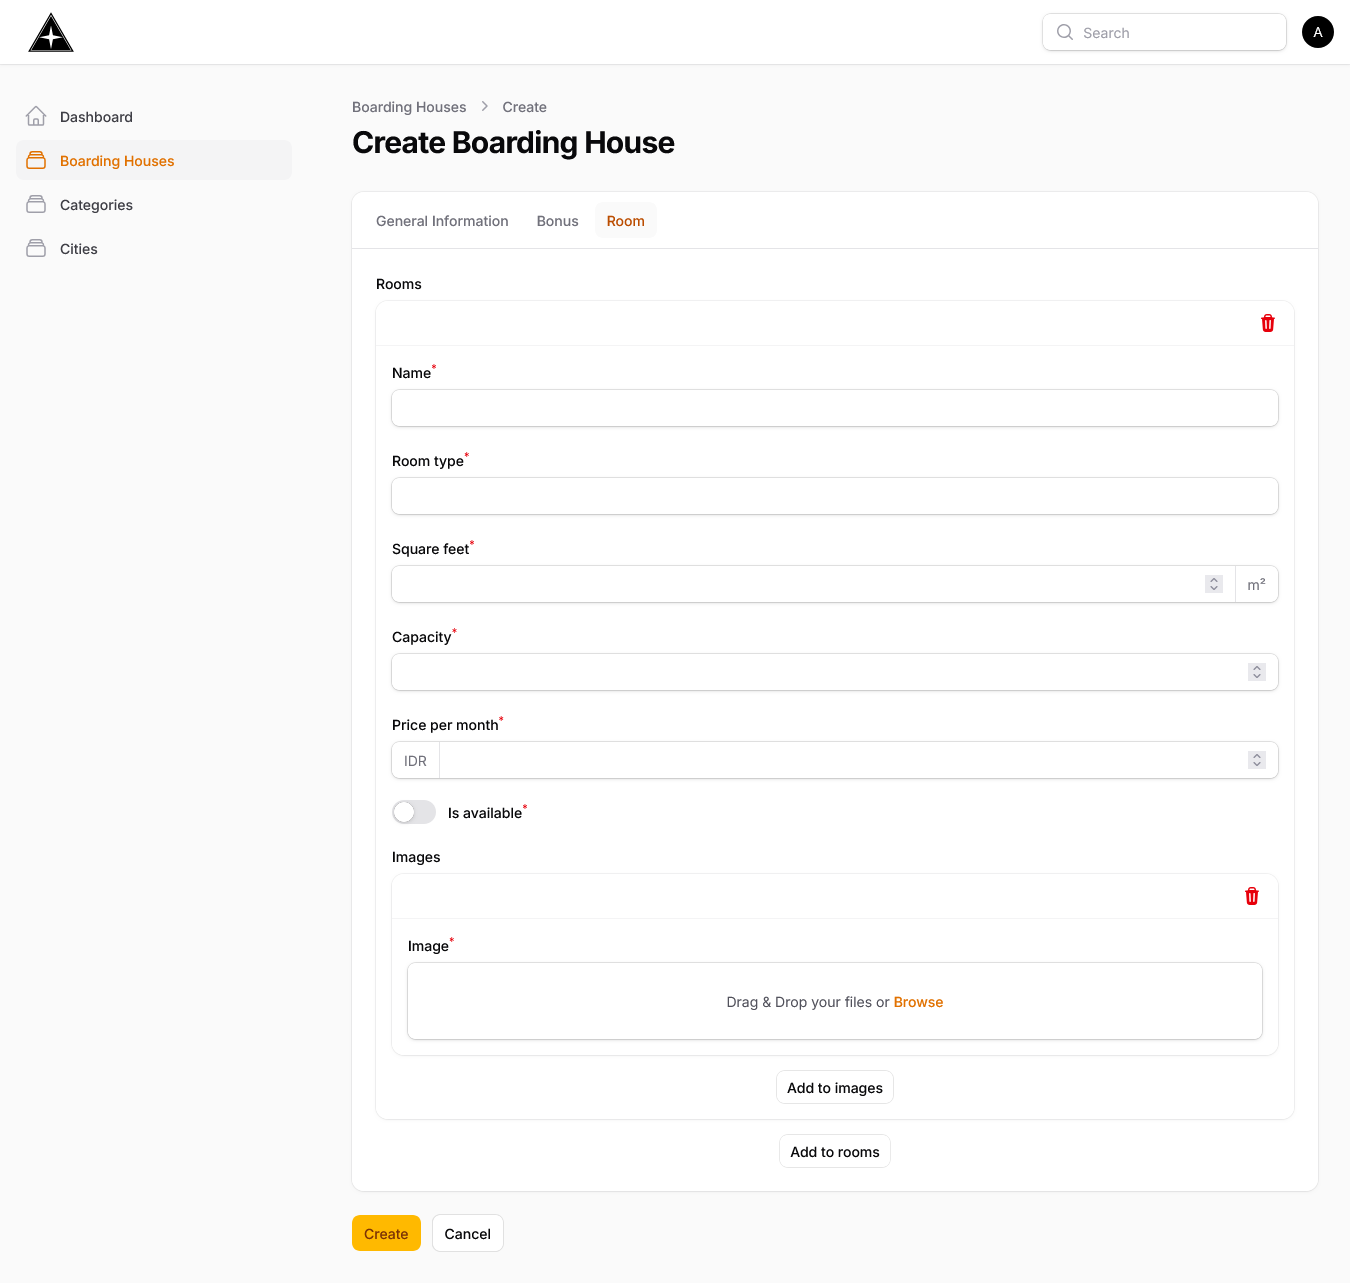 Search
A
Dashboard
Boarding Houses
Categories
Cities
Boarding Houses > Create
Create Boarding House
General Information Bonus Room
Rooms
Name*
Room type*
Square feet*
m²
Capacity*
Price per month*
IDR
Is available*
Images
Image*
Drag & Drop your files or Browse
Add to images
Add to rooms
Create Cancel